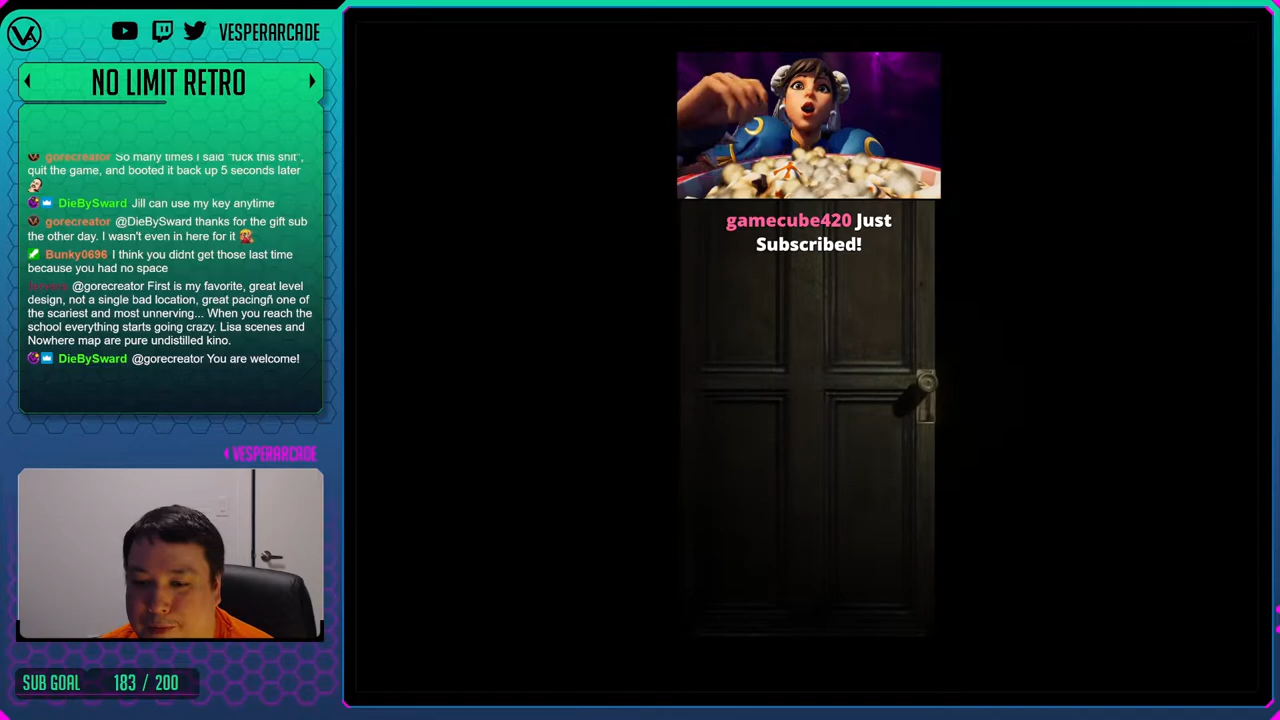 VESPERARCADE
NO LIMIT RETRO
gorecreator So many times I said "fuck this shit",
quit the game, and booted it back up 5 seconds later
DieBySward Jill can use my key anytime
gorecreator @DieBySward thanks for the gift sub
the other day. I wasn't even in here for it
Bunky0696 I think you didnt get those last time
because you had no space
@gorecreator First is my favorite, great level
design, not a single bad location, great pacingñ one of
the scariest and most unnerving... When you reach the
school everything starts going crazy. Lisa scenes and
Nowhere map are pure undistilled kino.
DieBySward @gorecreator You are welcome!
VESPERARCADE
SUB GOAL 183 / 200
gamecube420 Just
Subscribed!